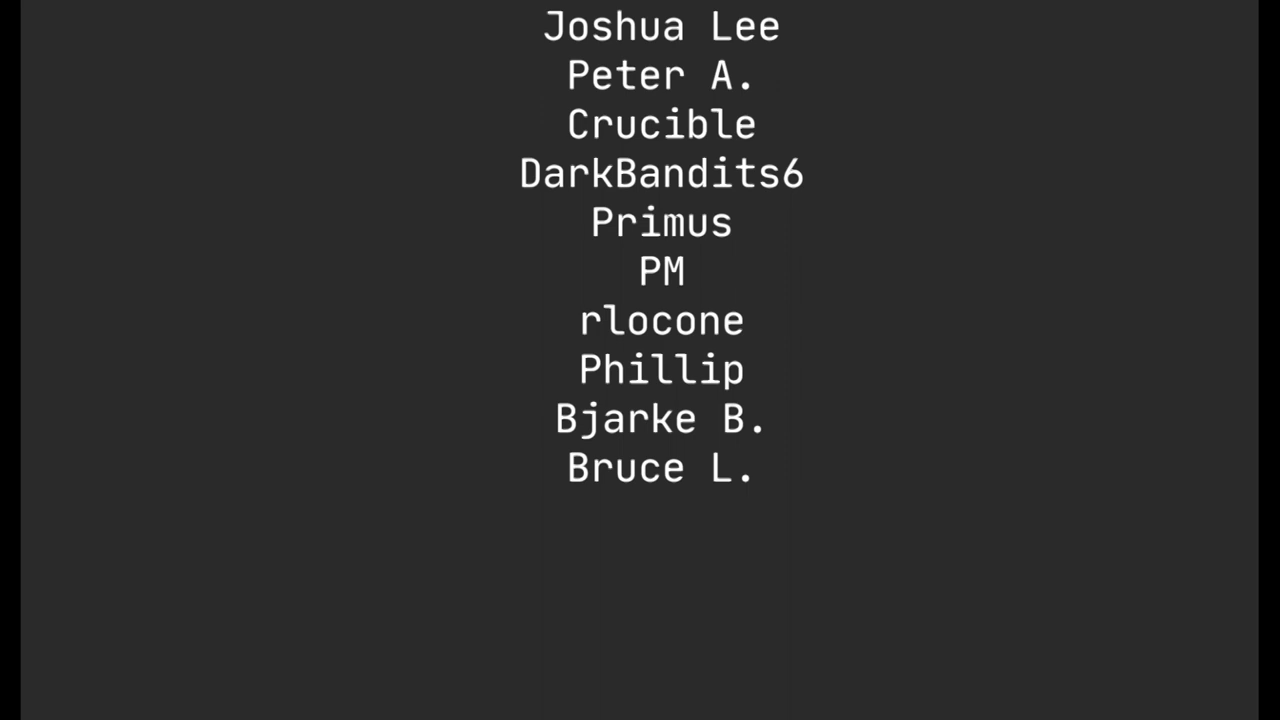 Joshua Lee
Peter A.
Crucible
DarkBandits6
Primus
PM
rlocone
Phillip
Bjarke B.
Bruce L.